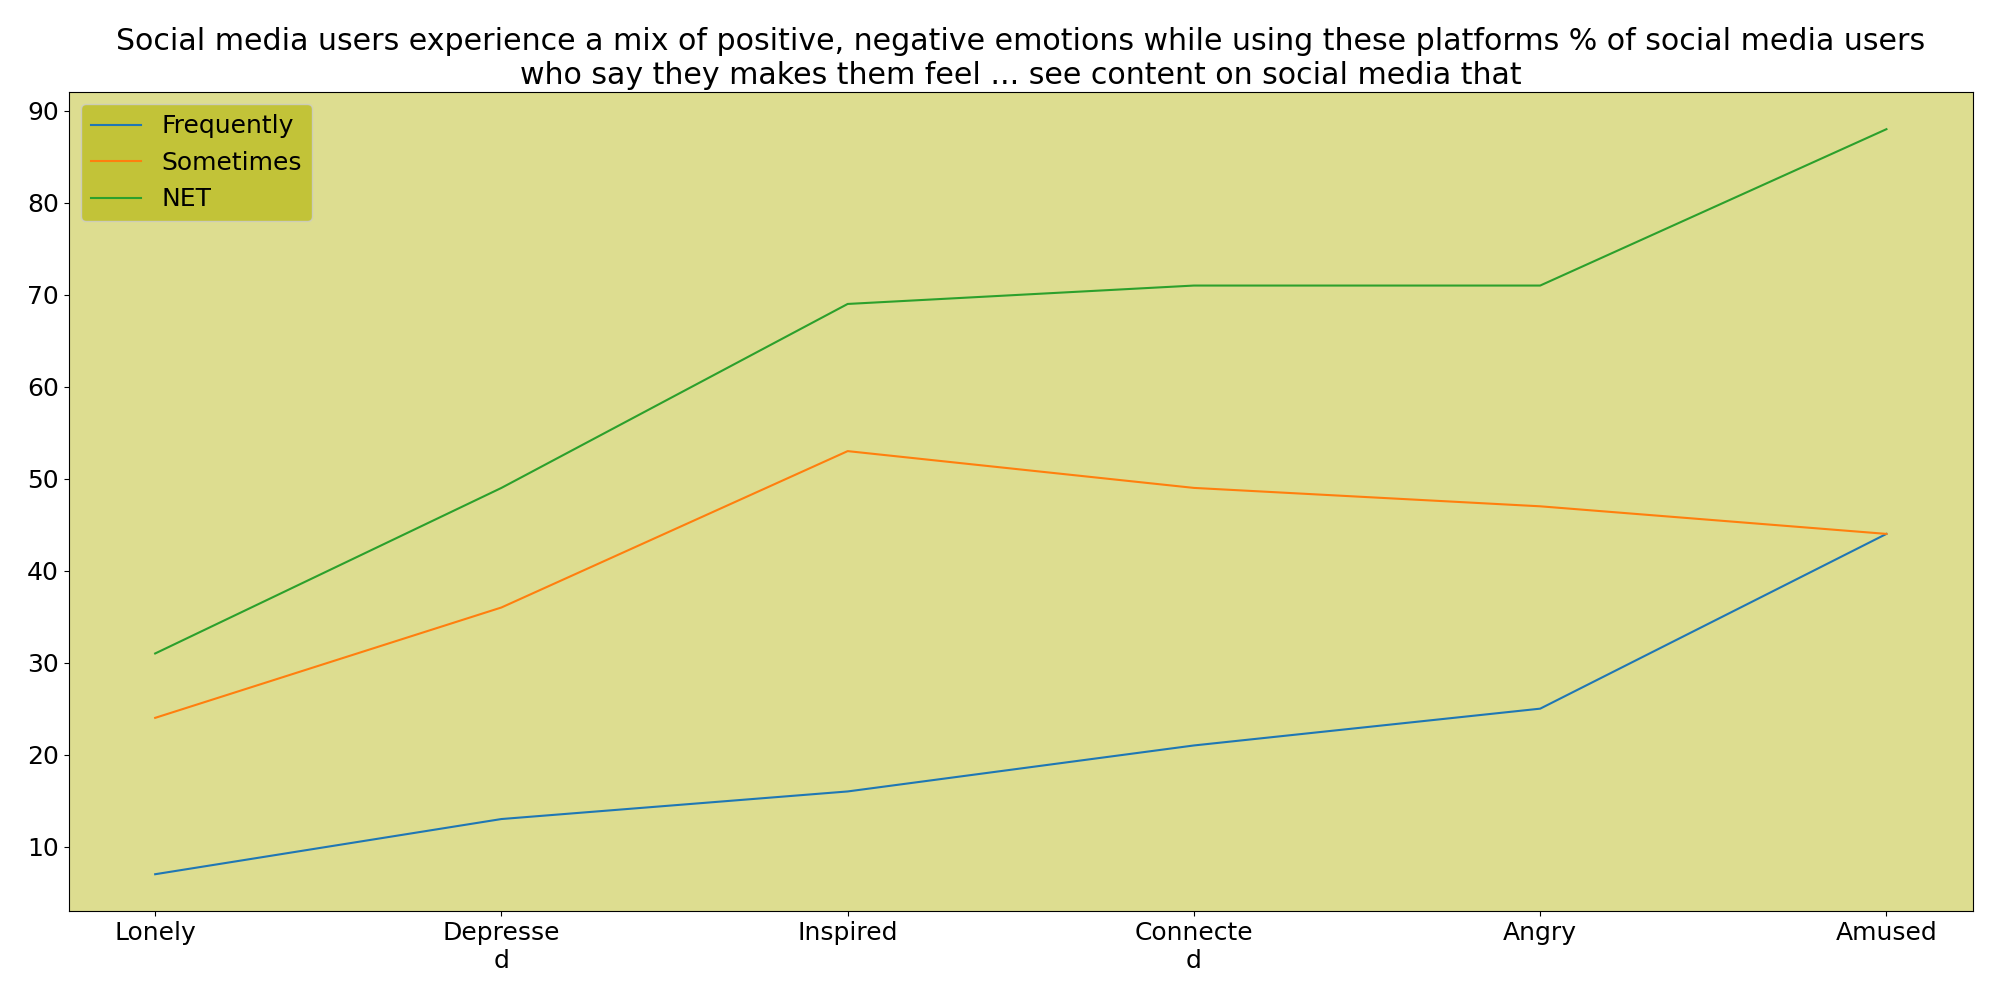 Social media users experience a mix of positive, negative emotions while using these platforms % of social media users
who say they makes them feel ... see content on social media that
Frequently
Sometimes
NET
90
80
70
60
50
40
30
20
10
Lonely
Depresse
d
Inspired
Connecte
d
Angry
Amused